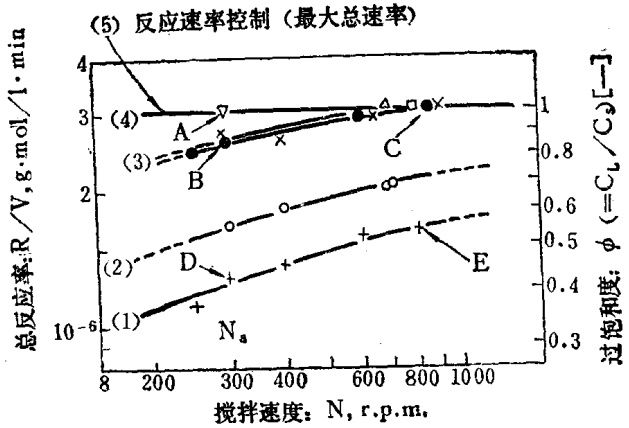 (5) 反应速率控制 (最大总速率)
4
3
2
10⁻⁶
8
总反应率: R/V, g·mol/l·min
(4)
(3)
(2)
(1)
A
B
C
D
E
Nₐ
1
0.8
0.6
0.5
0.4
0.3
过饱和度: φ (=C_L/C_S) [—]
200
300
400
600
800
1000
搅拌速度: N, r.p.m.